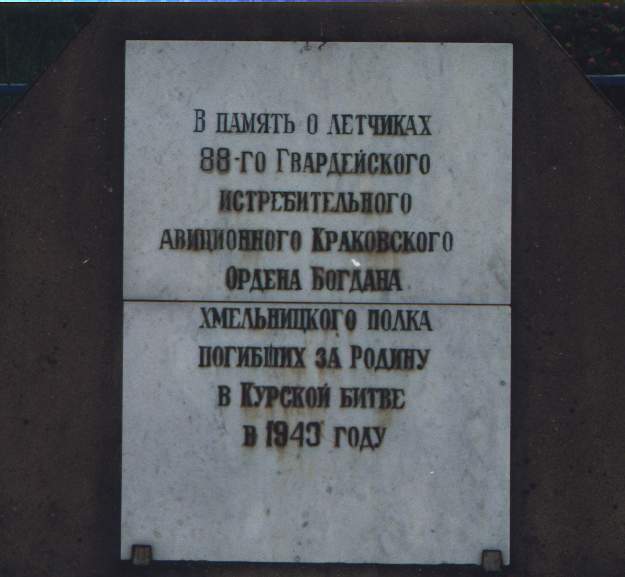 В память о летчиках
88-го Гвардейского
истребительного
авиционного Краковского
Ордена Богдана
Хмельницкого полка
погибших за Родину
в Курской битве
в 1943 году